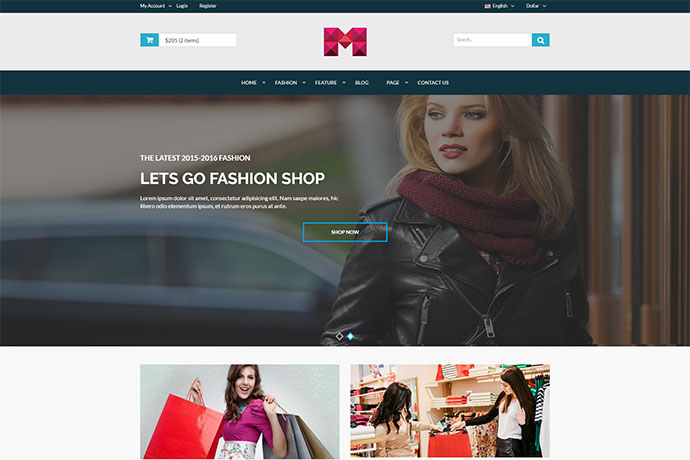 My Account Login Register English Dollar
$205 (2 items) M Search...
HOME FASHION FEATURE BLOG PAGE CONTACT US
THE LATEST 2015-2016 FASHION
LETS GO FASHION SHOP
Lorem ipsum dolor sit amet, consectetur adipisicing elit. Nam saepe maiores, hic
libero odio elementum ipsum, et rutrum eros purus at ante.
SHOP NOW